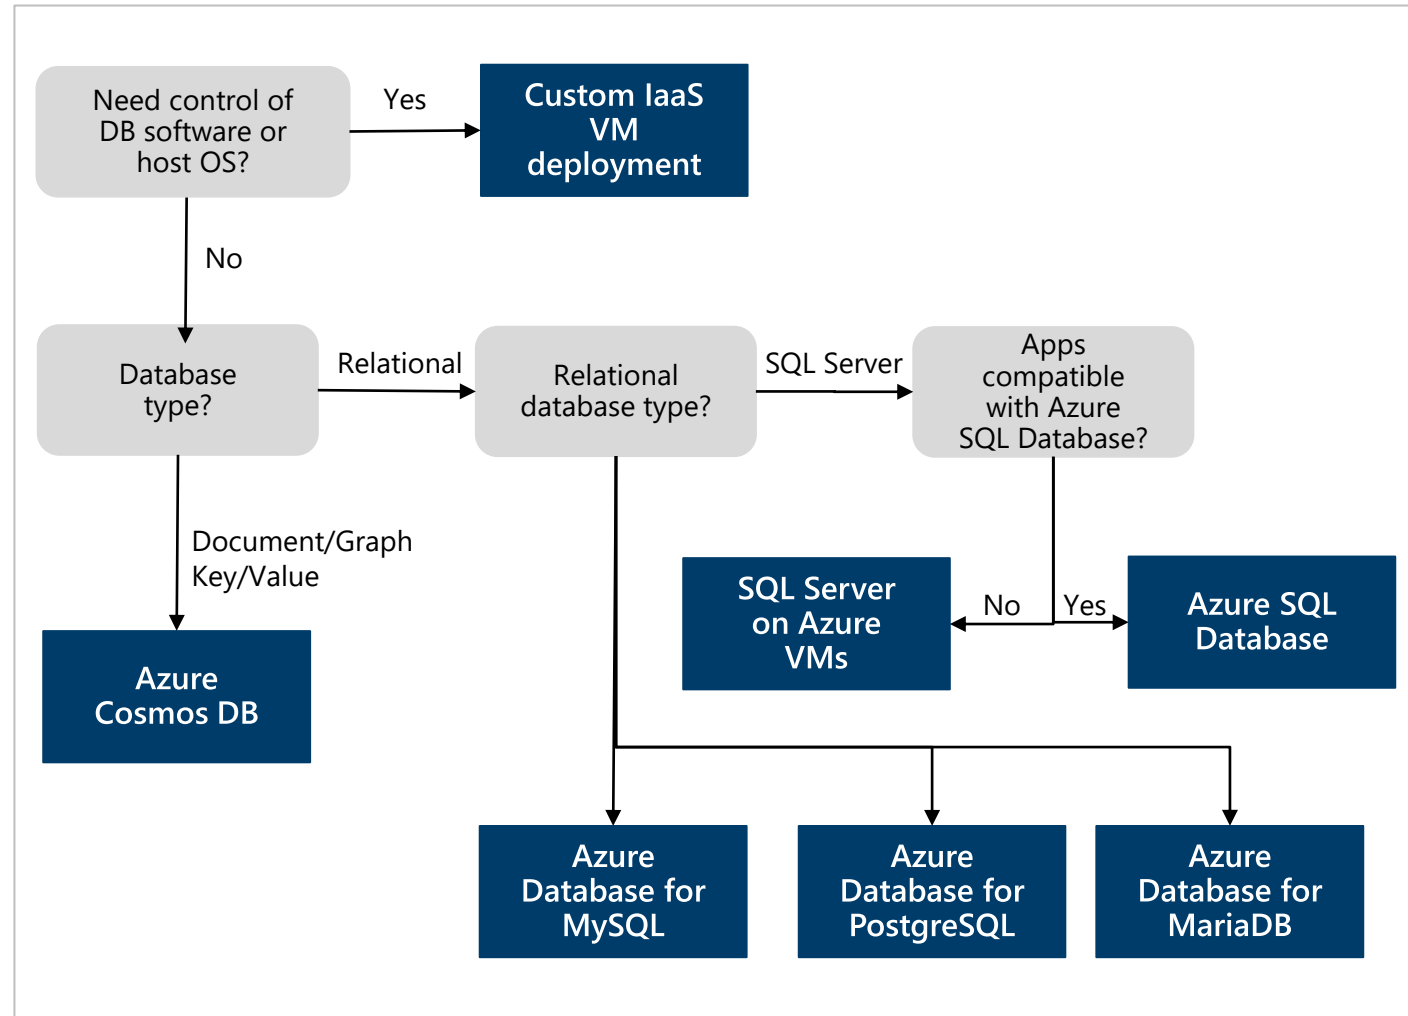 Need control of
DB software or
host OS?
Yes
Custom IaaS
VM
deployment
No
Database
type?
Relational
Relational
database type?
SQL Server
Apps
compatible
with Azure
SQL Database?
Document/Graph
Key/Value
SQL Server
on Azure
VMs
No
Yes
Azure SQL
Database
Azure
Cosmos DB
Azure
Database for
MySQL
Azure
Database for
PostgreSQL
Azure
Database for
MariaDB